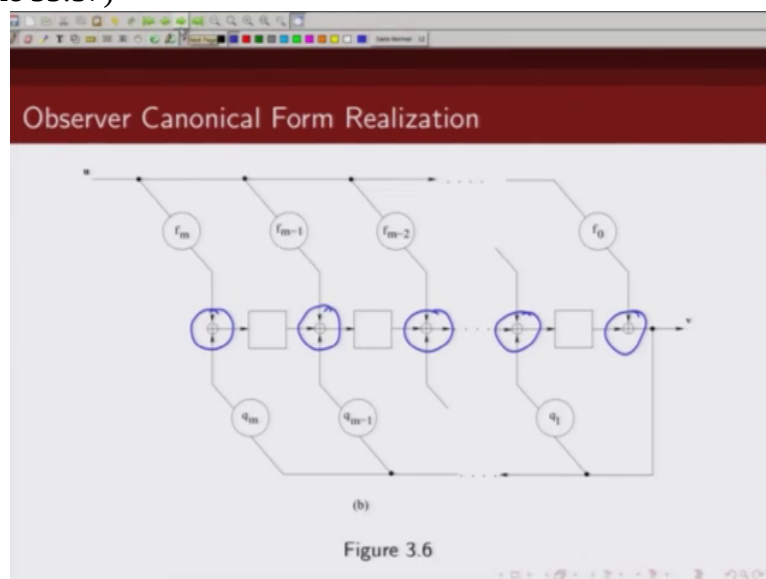 Observer Canonical Form Realization
u
f_m f_{m-1} f_{m-2} f_0
v
q_m q_{m-1} q_1
(b)
Figure 3.6